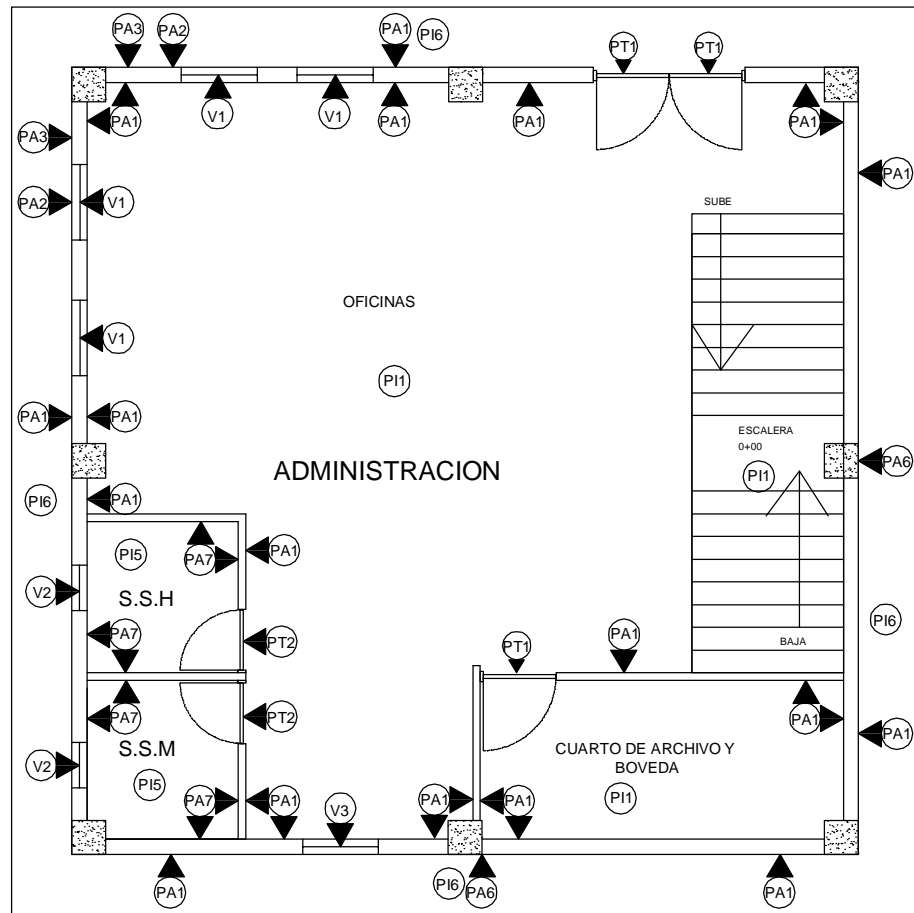 PA3 PA2 PA1 PI6 PT1 PT1
PA1 V1 V1 PA1 PA1 PA1
PA3
PA1
PA2 V1 SUBE
OFICINAS
V1
PI1
PA1 PA1
ESCALERA
0+00
PA6
ADMINISTRACION
PI1
PI6 PA1
PI5 PA7 PA1
V2 S.S.H
PI6
PA7 PT2 PT1 PA1 BAJA
PA7 PT2 PA1 PA1
S.S.M CUARTO DE ARCHIVO Y
BOVEDA
V2
PI5 PI1
PA7 PA1 V3 PA1 PA1
PA1 PI6 PA6 PA1